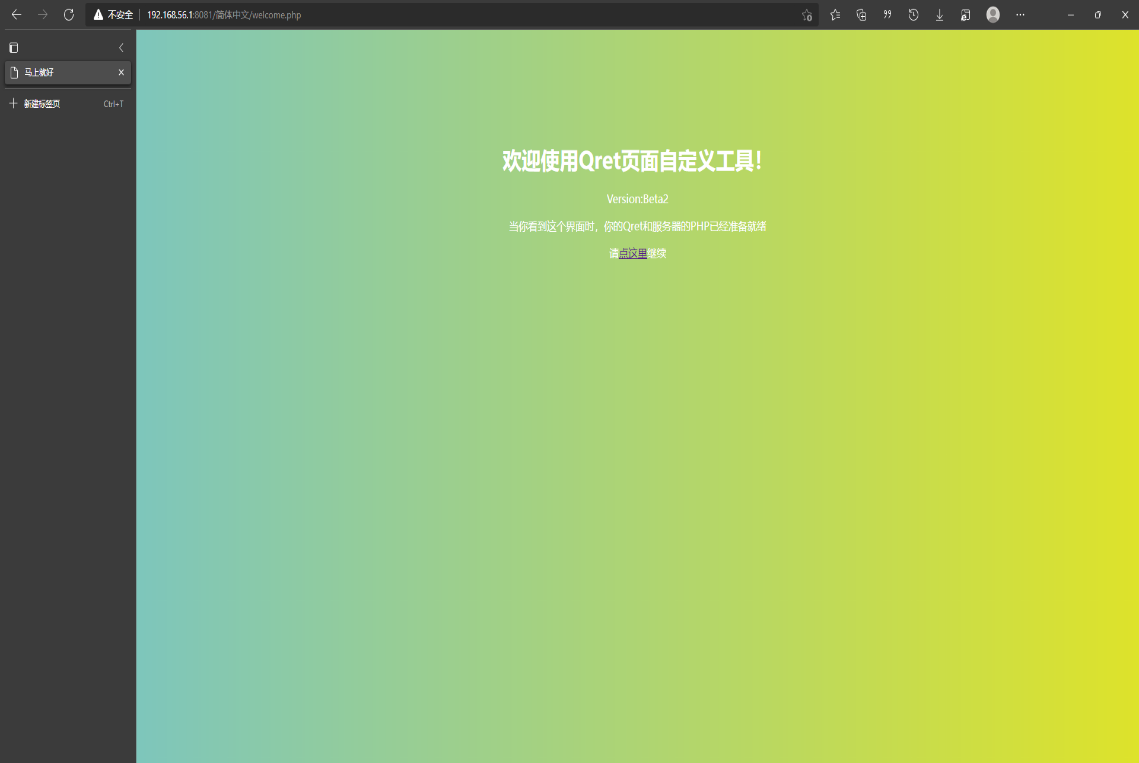 不安全 192.168.56.1:8081/简体中文/welcome.php
马上就好
新建标签页 Ctrl+T
欢迎使用Qret页面自定义工具!
Version:Beta2
当你看到这个界面时，你的Qret和服务器的PHP已经准备就绪
请点这里继续